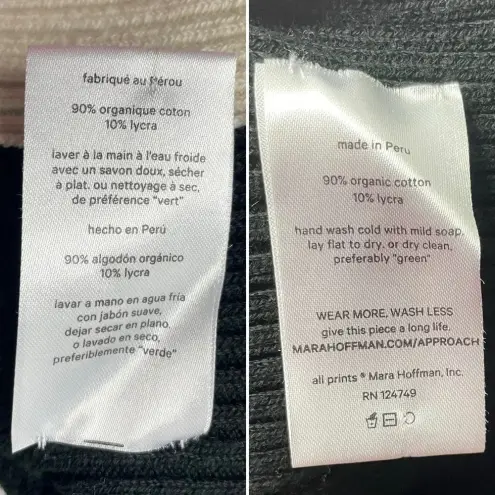 fabriqué au Pérou
90% organique coton
10% lycra
laver à la main à l'eau froide
avec un savon doux, sécher
à plat. ou nettoyage à sec,
de préférence "vert"
hecho en Perú
90% algodón orgánico
10% lycra
lavar a mano en agua fría
con jabón suave,
dejar secar en plano.
o lavado en seco,
preferiblemente "verde"
made in Peru
90% organic cotton
10% lycra
hand wash cold with mild soap,
lay flat to dry. or dry clean,
preferably "green"
WEAR MORE, WASH LESS
give this piece a long life.
MARAHOFFMAN.COM/APPROACH
all prints ® Mara Hoffman, Inc.
RN 124749